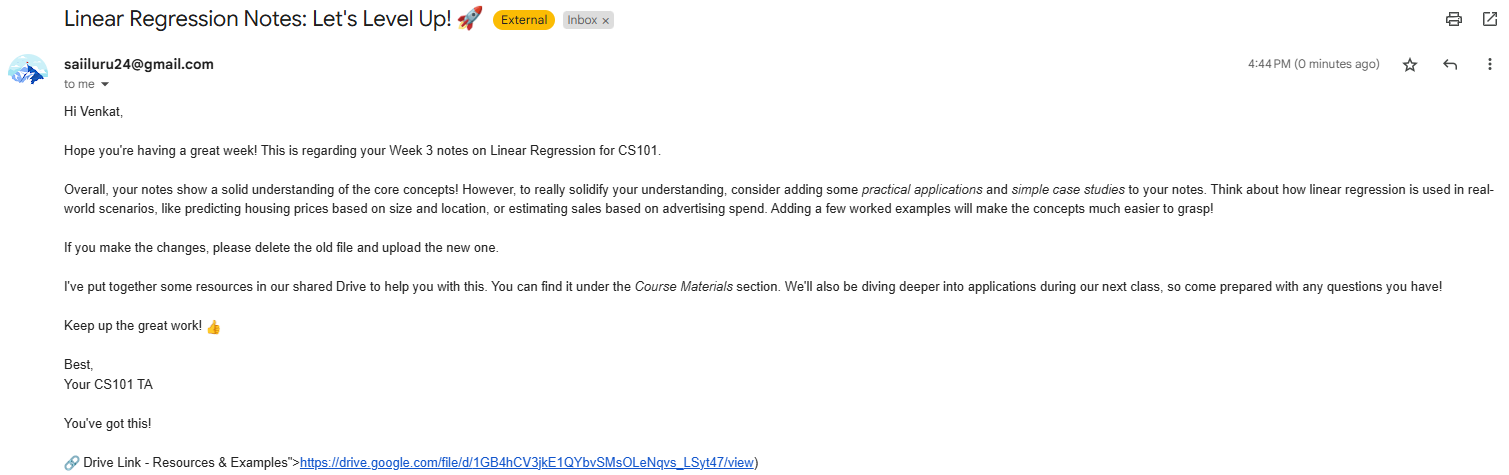 Linear Regression Notes: Let's Level Up! 🚀 External Inbox ×
saiiluru24@gmail.com 4:44 PM (0 minutes ago)
to me
Hi Venkat,
Hope you're having a great week! This is regarding your Week 3 notes on Linear Regression for CS101.
Overall, your notes show a solid understanding of the core concepts! However, to really solidify your understanding, consider adding some practical applications and simple case studies to your notes. Think about how linear regression is used in real-
world scenarios, like predicting housing prices based on size and location, or estimating sales based on advertising spend. Adding a few worked examples will make the concepts much easier to grasp!
If you make the changes, please delete the old file and upload the new one.
I've put together some resources in our shared Drive to help you with this. You can find it under the Course Materials section. We'll also be diving deeper into applications during our next class, so come prepared with any questions you have!
Keep up the great work! 👍
Best,
Your CS101 TA
You've got this!
🔗 Drive Link - Resources & Examples">https://drive.google.com/file/d/1GB4hCV3jkE1QYbvSMsOLeNqvs_LSyt47/view)